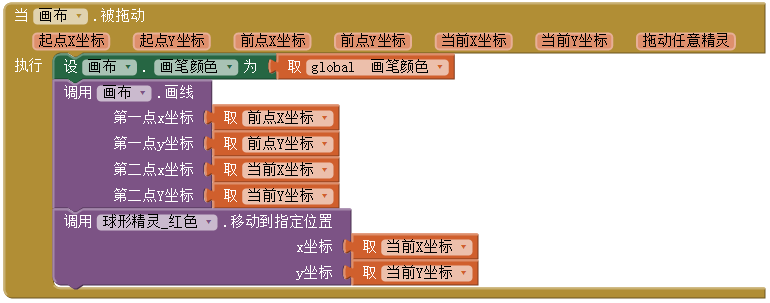 当 画布 .被拖动
起点X坐标 起点Y坐标 前点X坐标 前点Y坐标 当前X坐标 当前Y坐标 拖动任意精灵
执行 设 画布 . 画笔颜色 为 取 global 画笔颜色
调用 画布 .画线
第一点x坐标 取 前点X坐标
第一点y坐标 取 前点Y坐标
第二点x坐标 取 当前X坐标
第二点Y坐标 取 当前Y坐标
调用 球形精灵_红色 .移动到指定位置
x坐标 取 当前X坐标
y坐标 取 当前Y坐标